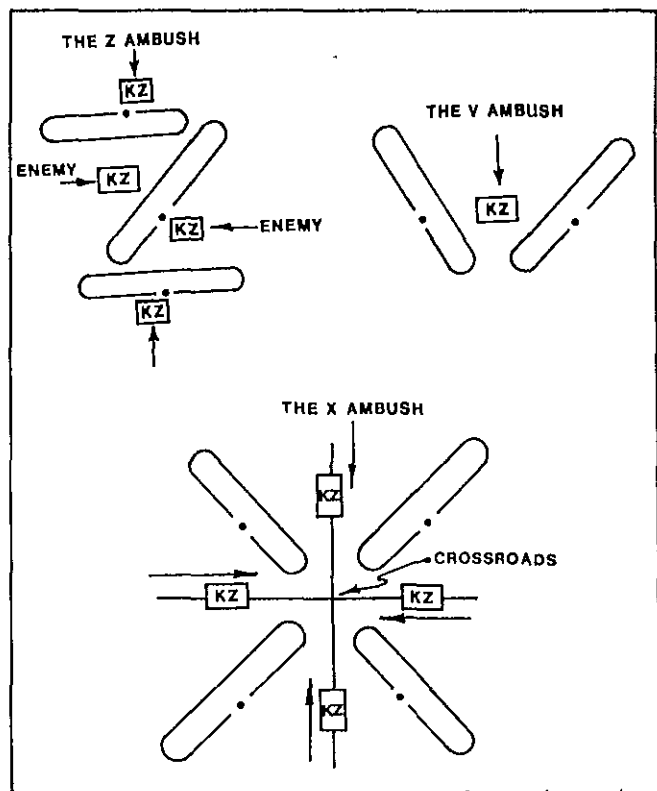 THE Z AMBUSH
KZ
ENEMY
KZ
KZ
ENEMY
KZ
THE V AMBUSH
KZ
THE X AMBUSH
KZ
CROSSROADS
KZ
KZ
KZ